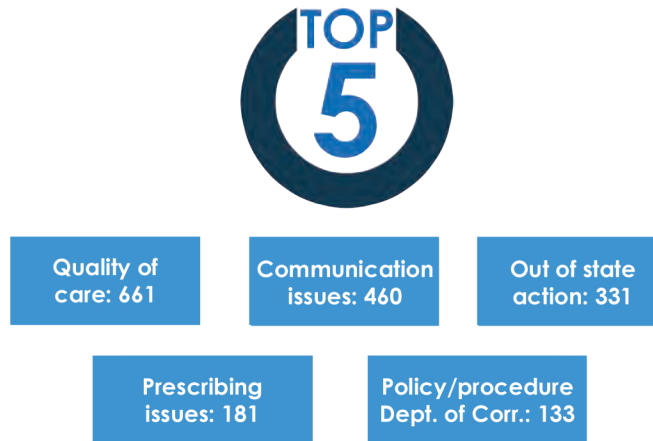 TOP
5
Quality of
care: 661
Communication
issues: 460
Out of state
action: 331
Prescribing
issues: 181
Policy/procedure
Dept. of Corr.: 133